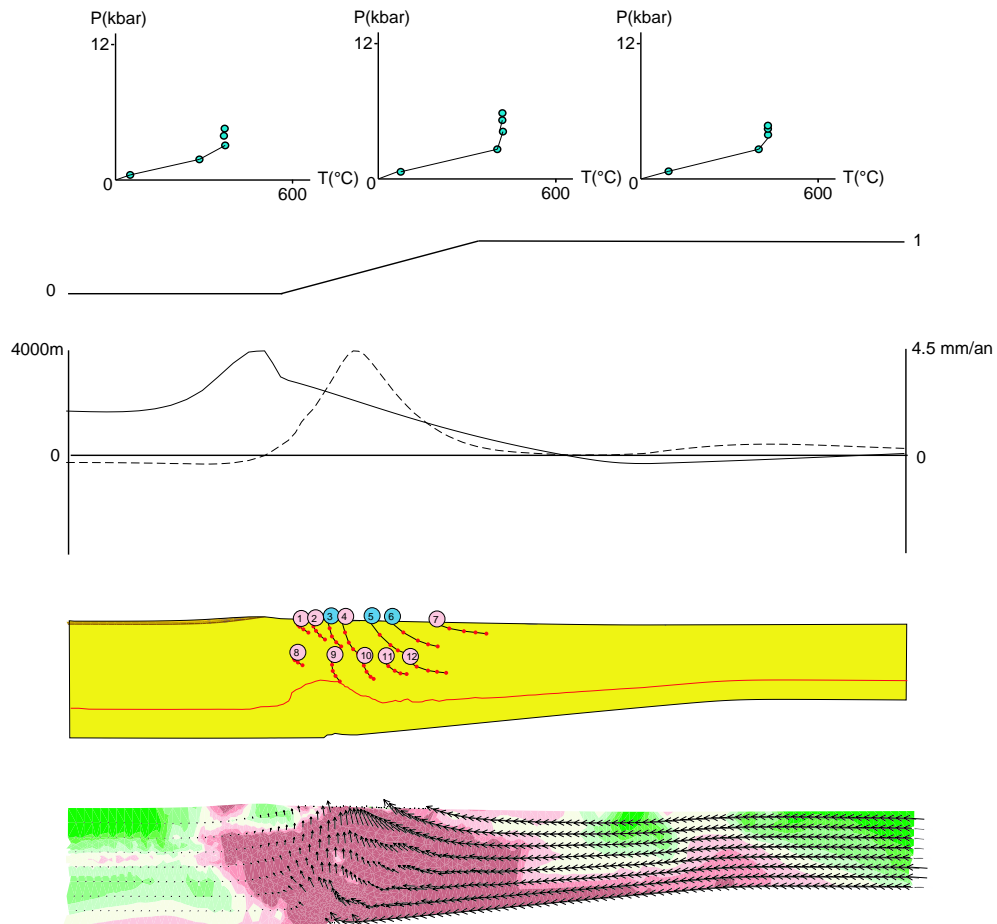 P(kbar) P(kbar) P(kbar)
12 12 12
0 600 T(°C) 0 600 T(°C) 0 600 T(°C)
1
0
4000m 4.5 mm/an
0 0
1 2 3 4 5 6 7
8 9 10 11 12